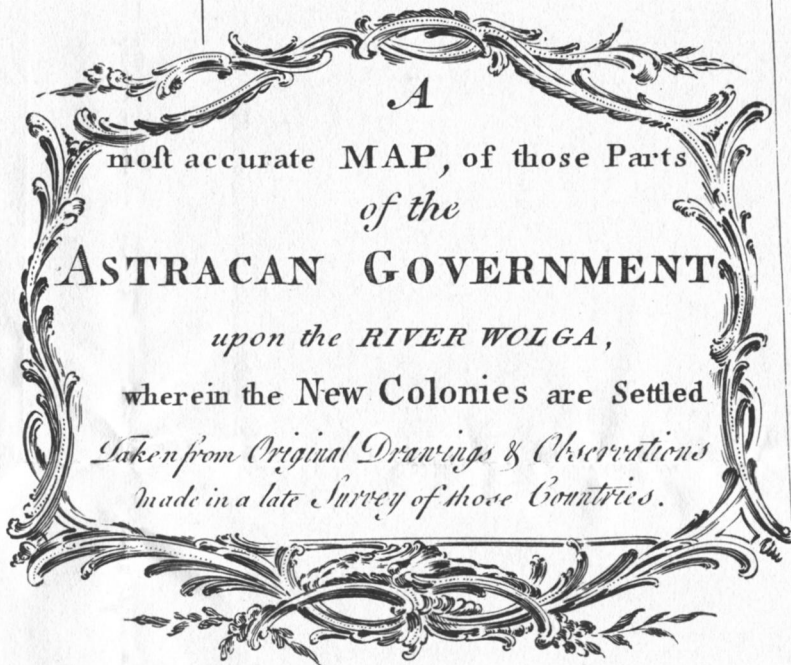 A
moſt accurate MAP, of those Parts
of the
ASTRACAN GOVERNMENT
upon the RIVER WOLGA,
wherein the New Colonies are Settled
Taken from Original Drawings & Observations
made in a late Survey of those Countries.